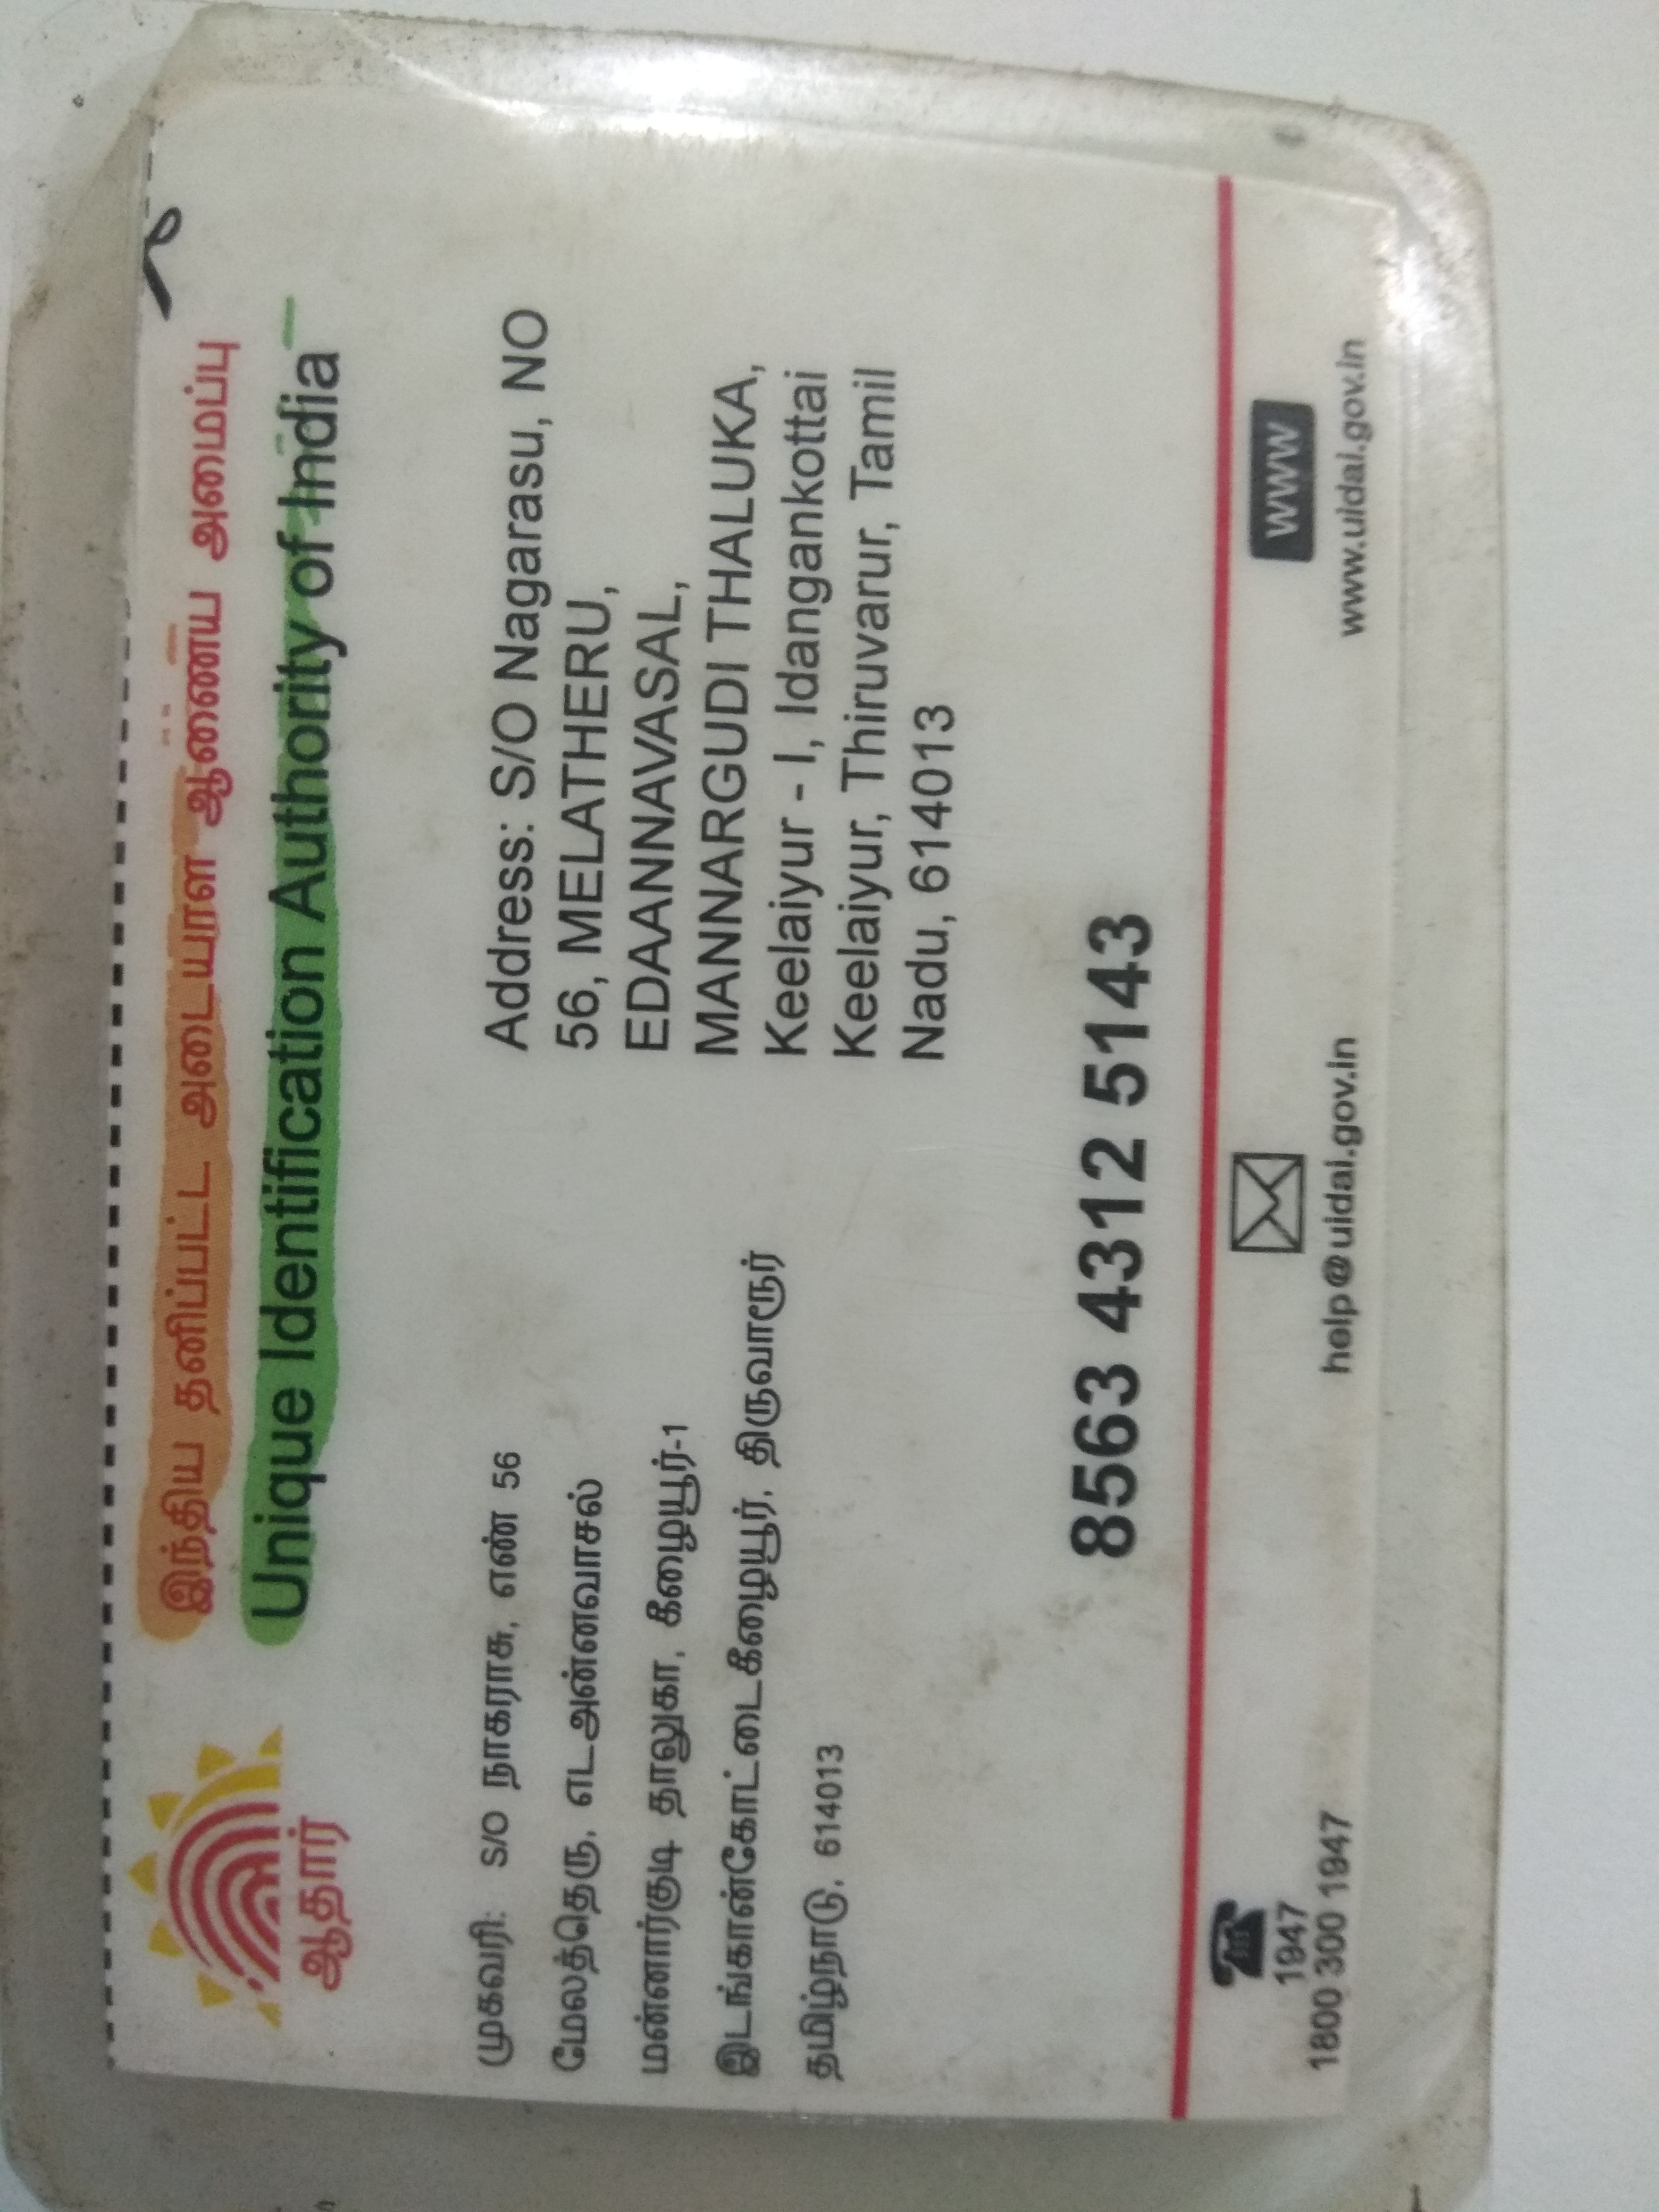 இந்திய தனிப்பட்ட அடையாள ஆணைய அமைப்பு
Unique Identification Authority of India
ஆதார்
முகவரி: S/O நாகராசு, எண் 56
மேலத்தெரு, எடஅன்னவாசல்
மன்னார்குடி தாலுகா, கீழையூர்-1
இடங்கான்கோட்டைகீழையூர், திருவாரூர்
தமிழ்நாடு, 614013
Address: S/O Nagarasu, NO
56, MELATHERU,
EDAANNAVASAL,
MANNARGUDI THALUKA,
Keelaiyur - I, Idangankottai
Keelaiyur, Thiruvarur, Tamil
Nadu, 614013
8563 4312 5143
1947
1800 300 1947
help@uidai.gov.in
WWW
www.uidai.gov.in